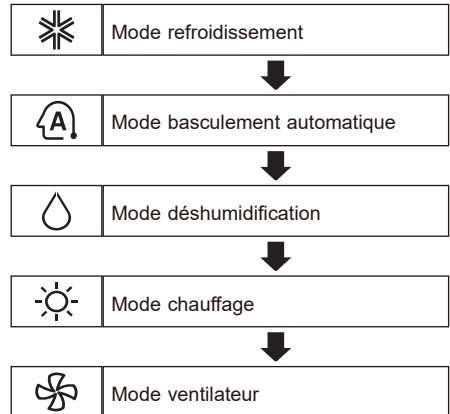 Mode refroidissement
A
Mode basculement automatique
Mode déshumidification
Mode chauffage
Mode ventilateur